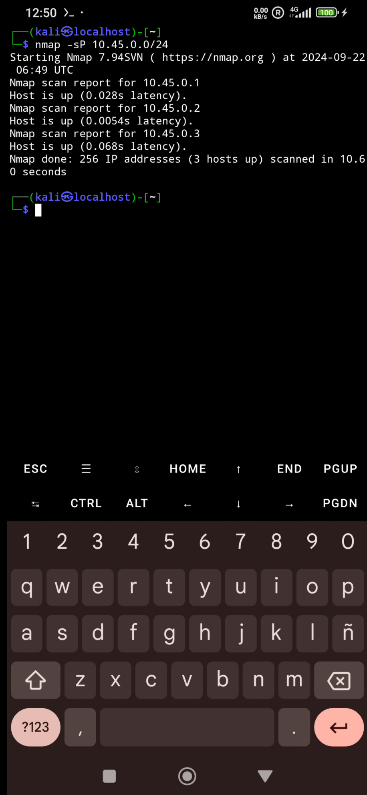 12:50 >_ ·
0.00 KB/S R 4G 100
┌──(kali㉿localhost)-[~]
└─$ nmap -sP 10.45.0.0/24
Starting Nmap 7.94SVN ( https://nmap.org ) at 2024-09-22
06:49 UTC
Nmap scan report for 10.45.0.1
Host is up (0.028s latency).
Nmap scan report for 10.45.0.2
Host is up (0.0054s latency).
Nmap scan report for 10.45.0.3
Host is up (0.068s latency).
Nmap done: 256 IP addresses (3 hosts up) scanned in 10.6
0 seconds
┌──(kali㉿localhost)-[~]
└─$
ESC ☰ ⇳ HOME ↑ END PGUP
↹ CTRL ALT ← ↓ → PGDN
1 2 3 4 5 6 7 8 9 0
q w e r t y u i o p
a s d f g h j k l ñ
z x c v b n m
?123 , .